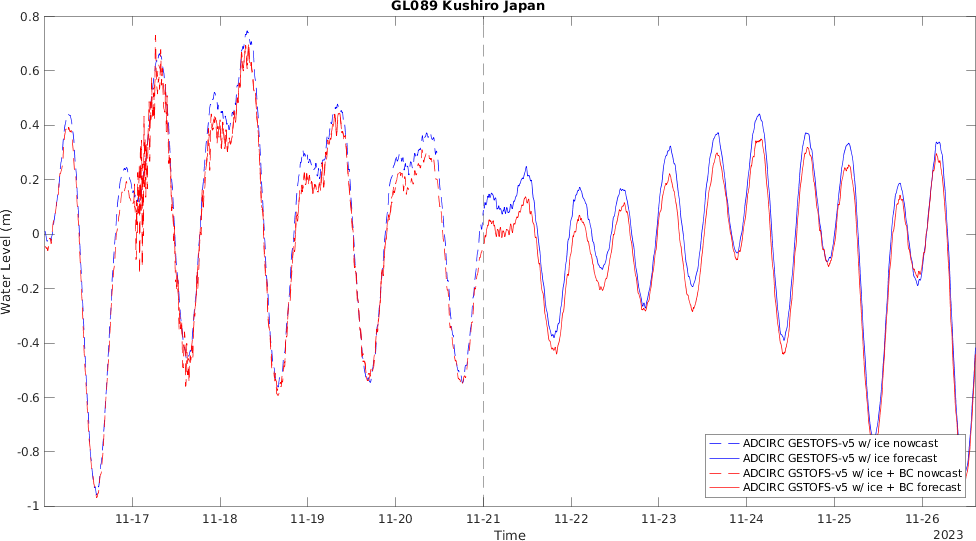 GL089 Kushiro Japan
0.8
0.6
0.4
0.2
0
-0.2
-0.4
-0.6
-0.8
-1
Water Level (m)
ADCIRC GESTOFS-v5 w/ ice nowcast
ADCIRC GESTOFS-v5 w/ ice forecast
ADCIRC GSTOFS-v5 w/ ice + BC nowcast
ADCIRC GSTOFS-v5 w/ ice + BC forecast
11-17 11-18 11-19 11-20 11-21 11-22 11-23 11-24 11-25 11-26
Time
2023